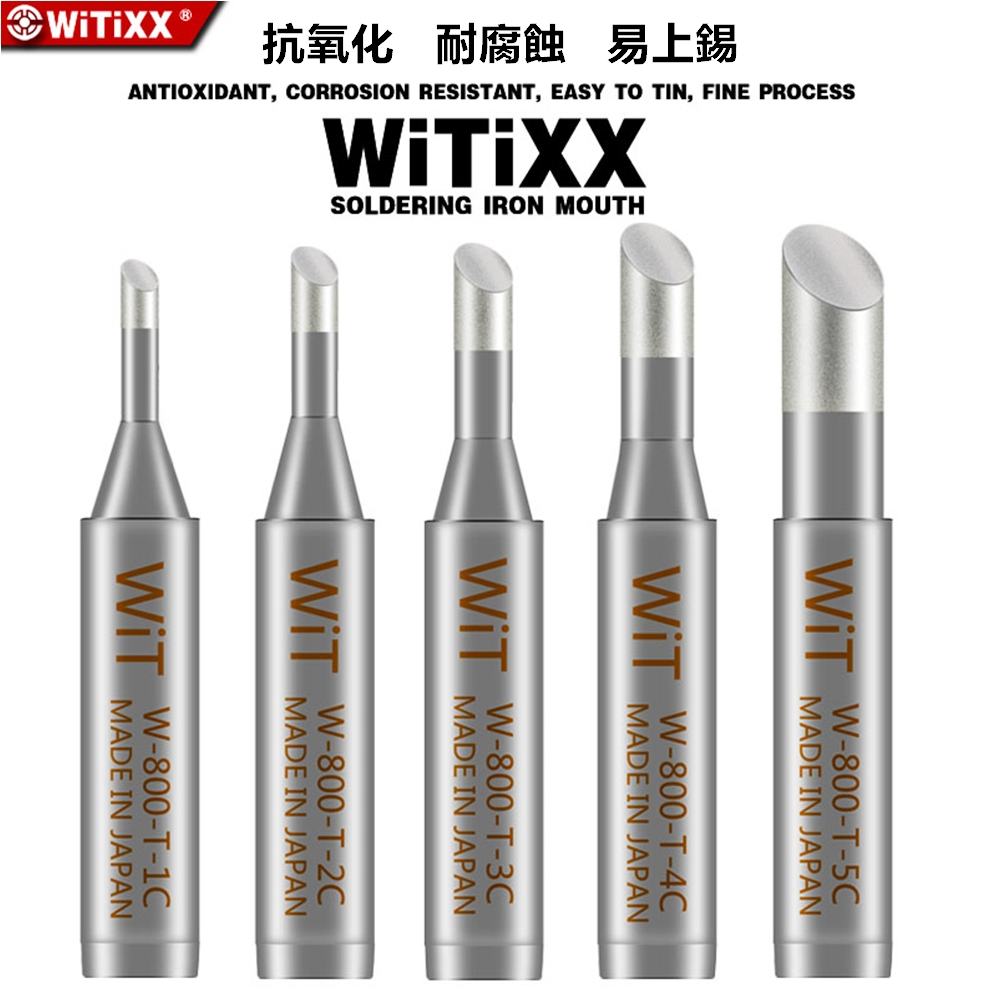 WiTiXX ®
抗氧化 耐腐蝕 易上錫
ANTIOXIDANT, CORROSION RESISTANT, EASY TO TIN, FINE PROCESS
WiTiXX
SOLDERING IRON MOUTH
WiT
W-800-T-1C
MADE IN JAPAN
WiT
W-800-T-2C
MADE IN JAPAN
WiT
W-800-T-3C
MADE IN JAPAN
WiT
W-800-T-4C
MADE IN JAPAN
WiT
W-800-T-5C
MADE IN JAPAN